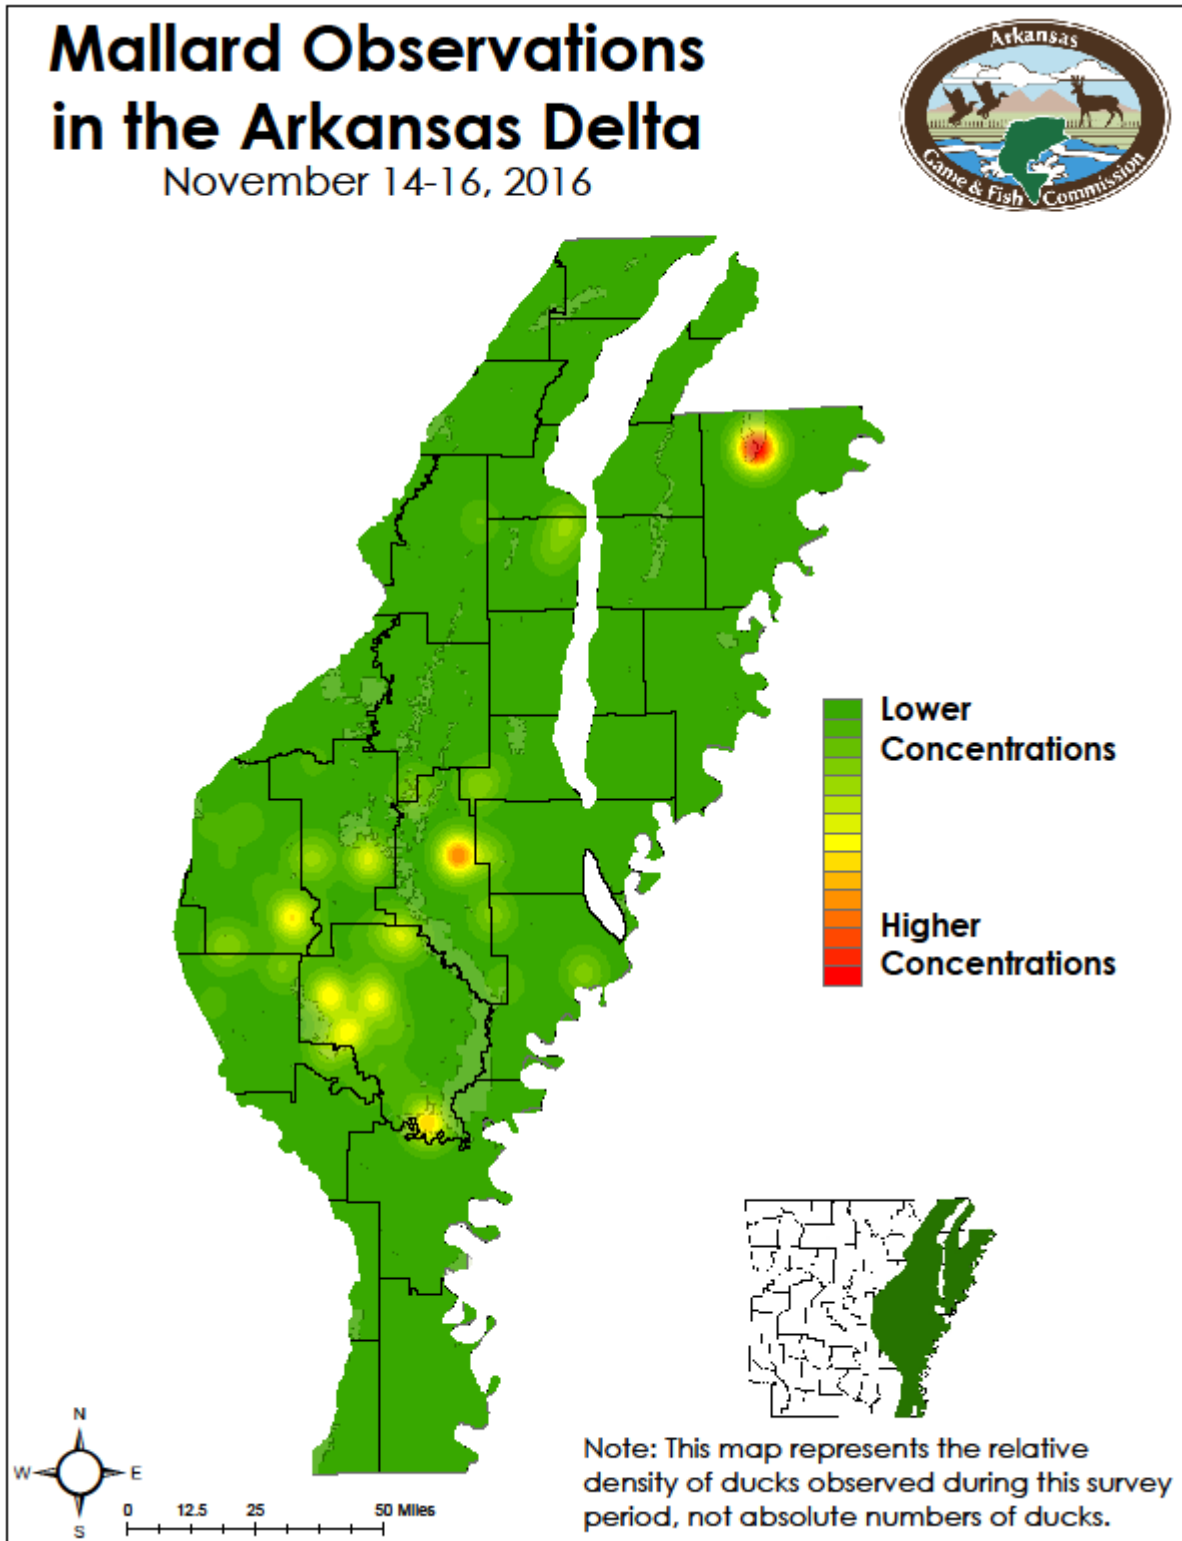 Mallard Observations
in the Arkansas Delta
November 14-16, 2016
Arkansas
Game & Fish Commission
Lower
Concentrations
Higher
Concentrations
N
W E
S
0 12.5 25 50 Miles
Note: This map represents the relative
density of ducks observed during this survey
period, not absolute numbers of ducks.